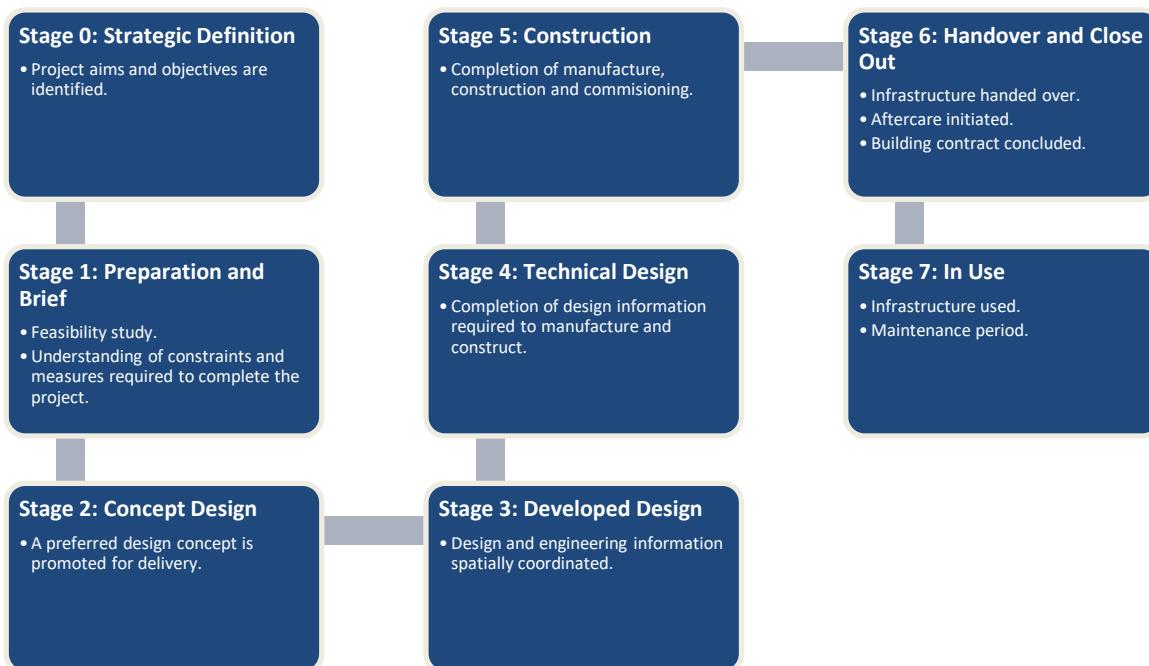 Stage 0: Strategic Definition
• Project aims and objectives are
identified.
Stage 1: Preparation and
Brief
• Feasibility study.
• Understanding of constraints and
measures required to complete the
project.
Stage 2: Concept Design
• A preferred design concept is
promoted for delivery.
Stage 3: Developed Design
• Design and engineering information
spatially coordinated.
Stage 4: Technical Design
• Completion of design information
required to manufacture and
construct.
Stage 5: Construction
• Completion of manufacture,
construction and commisioning.
Stage 6: Handover and Close
Out
• Infrastructure handed over.
• Aftercare initiated.
• Building contract concluded.
Stage 7: In Use
• Infrastructure used.
• Maintenance period.